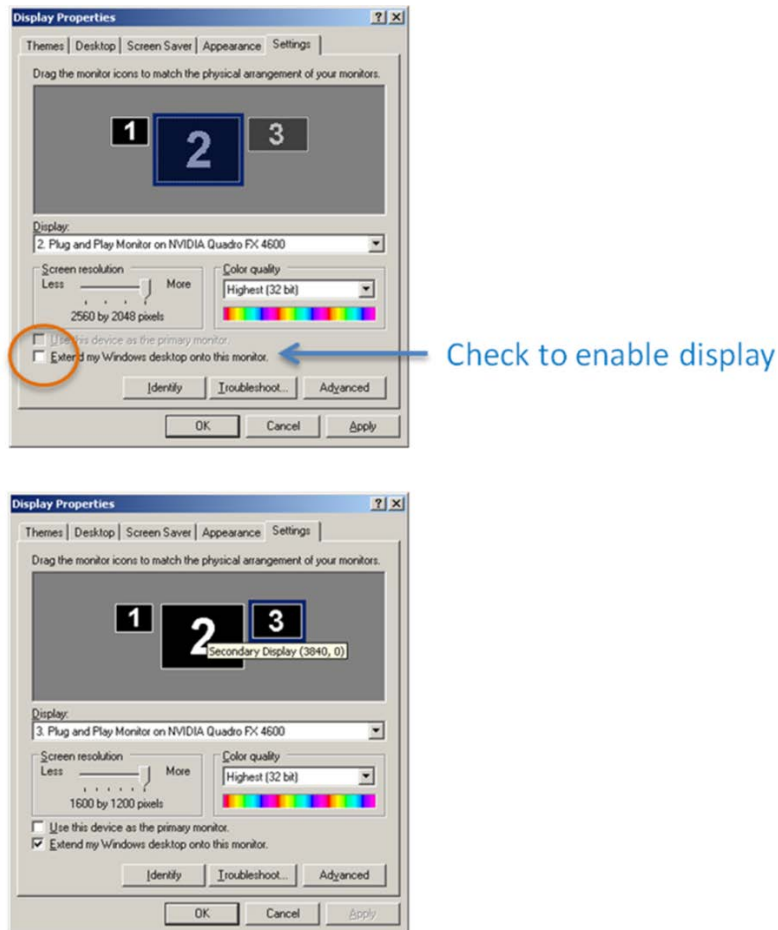 Display Properties
Themes Desktop Screen Saver Appearance Settings
Drag the monitor icons to match the physical arrangement of your monitors.
1 2 3
Display:
2. Plug and Play Monitor on NVIDIA Quadro FX 4600
Screen resolution Color quality
Less More Highest (32 bit)
2560 by 2048 pixels
Use this device as the primary monitor.
Extend my Windows desktop onto this monitor. Check to enable display
Identify Troubleshoot... Advanced
OK Cancel Apply
Display Properties
Themes Desktop Screen Saver Appearance Settings
Drag the monitor icons to match the physical arrangement of your monitors.
1 2 3
Secondary Display (3840, 0)
Display:
3. Plug and Play Monitor on NVIDIA Quadro FX 4600
Screen resolution Color quality
Less More Highest (32 bit)
1600 by 1200 pixels
Use this device as the primary monitor.
Extend my Windows desktop onto this monitor.
Identify Troubleshoot... Advanced
OK Cancel Apply